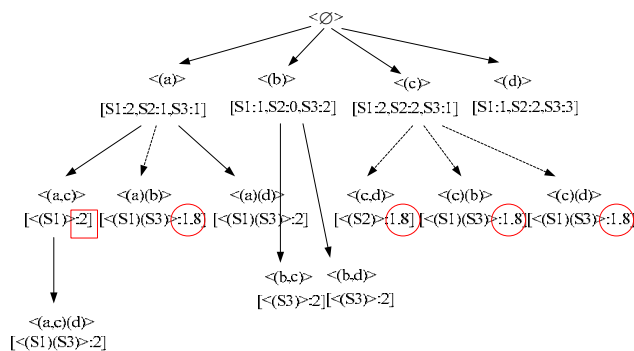 <∅>
<(a)> <(b)> <(c)> <(d)>
[S1:2,S2:1,S3:1] [S1:1,S2:0,S3:2] [S1:2,S2:2,S3:1] [S1:1,S2:2,S3:3]
<(a,c)> <(a)(b)> <(a)(d)> <(c,d)> <(c)(b)> <(c)(d)>
[<(S1)>:2] [<(S1)(S3)>:1.8] [<(S1)(S3)>:2] [<(S2)>:1.8] [<(S1)(S3)>:1.8] [<(S1)(S3)>:1.8]
<(b,c)> <(b,d)>
[<(S3)>:2] [<(S3)>:2]
<(a,c)(d)>
[<(S1)(S3)>:2]